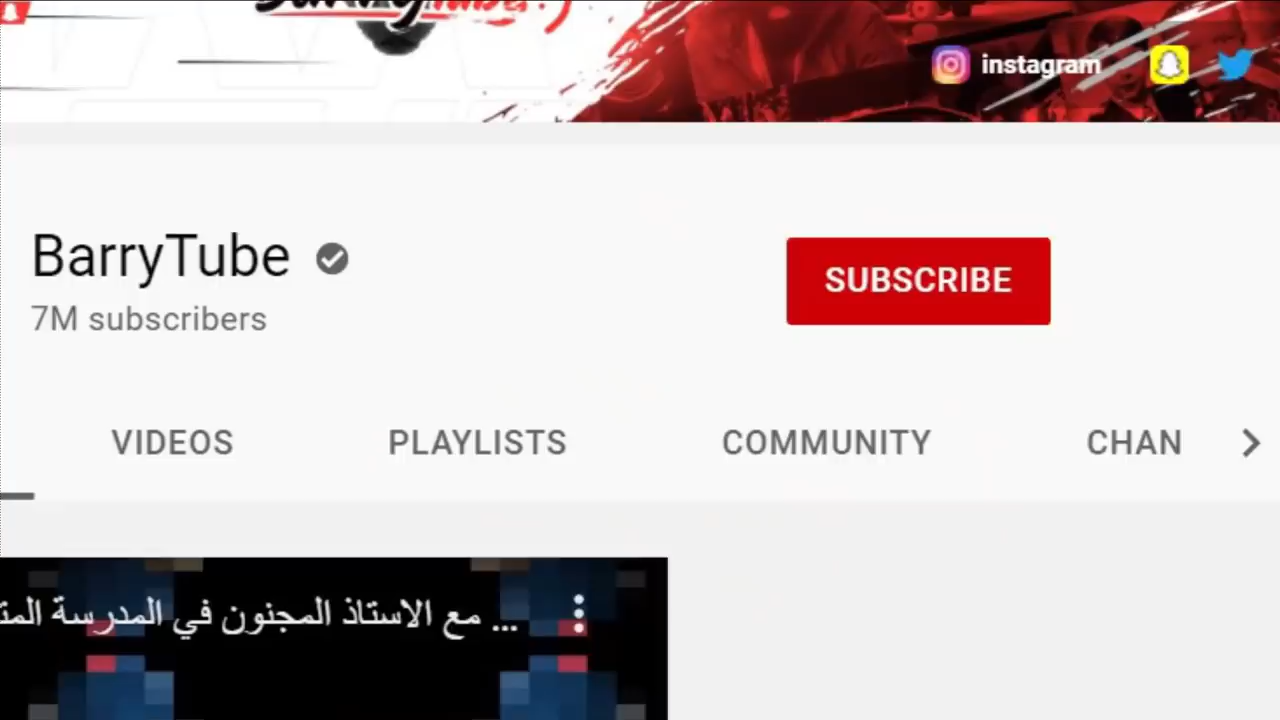 instagram
BarryTube
7M subscribers
SUBSCRIBE
VIDEOS
PLAYLISTS
COMMUNITY
CHAN
... مع الاستاذ المجنون في المدرسة